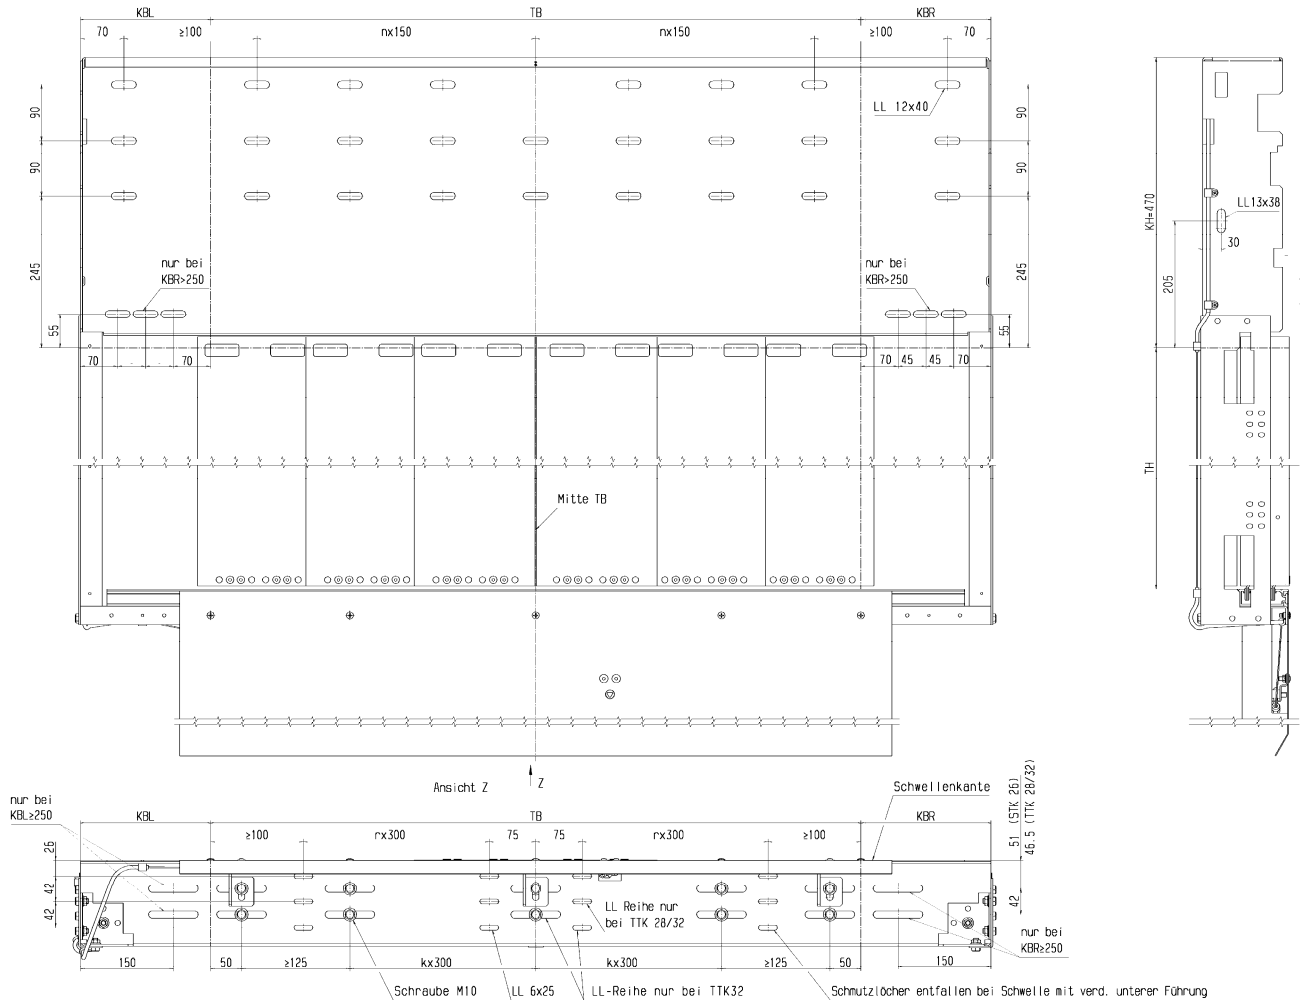 KBL TB KBR
70 ≥100 nx150 nx150 ≥100 70
LL 12x40
90 90
90 90
KH=470
LL13x38
30
205
245 245
nur bei
KBR>250
nur bei
KBR>250
55 55
70 70 70 45 45 70
TH
Mitte TB
Z
Ansicht Z
Schwellenkante
51 (STK 26)
46.5 (TTK 28/32)
nur bei
KBL≥250
KBL TB KBR
≥100 rx300 75 75 rx300 ≥100
26
42 42
42
LL Reihe nur
bei TTK 28/32
nur bei
KBR≥250
150 50 ≥125 kx300 kx300 ≥125 50 150
Schraube M10
LL 6x25
LL-Reihe nur bei TTK32
Schmutzlöcher entfallen bei Schwelle mit verd. unterer Führung